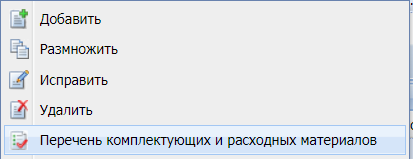 Добавить
Размножить
Исправить
Удалить
Перечень комплектующих и расходных материалов